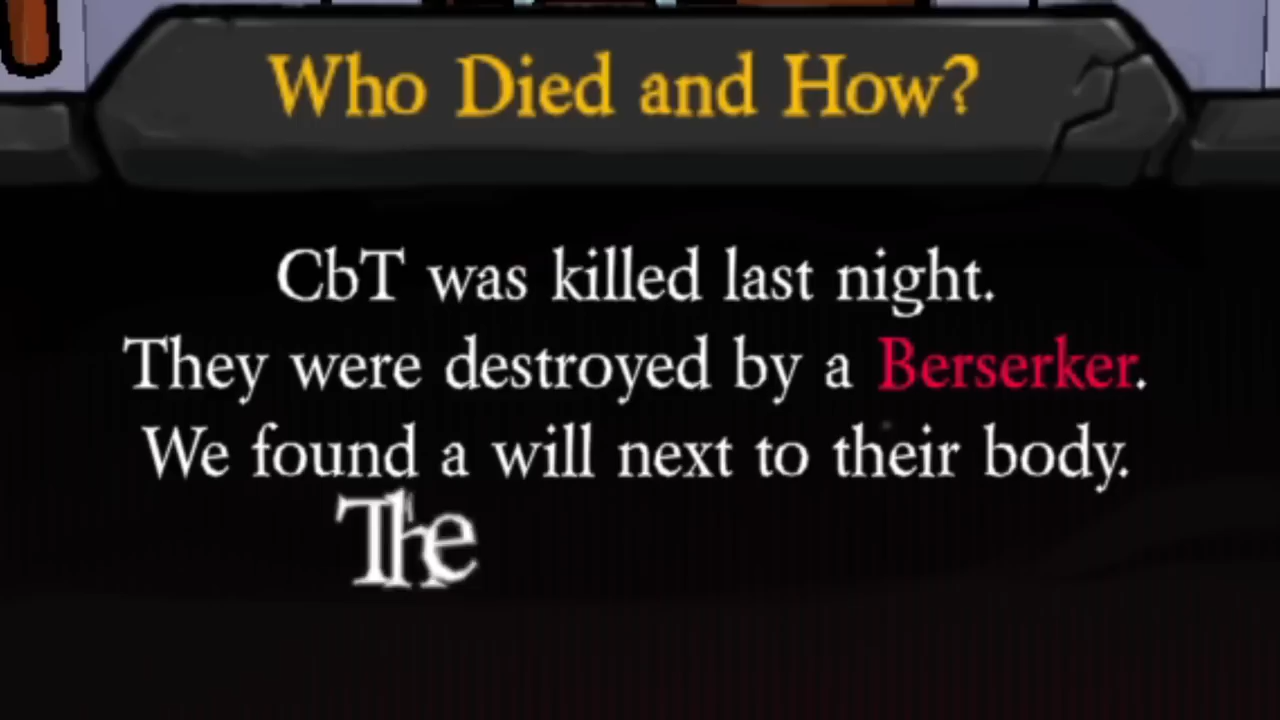 Who Died and How?
CbT was killed last night.
They were destroyed by a Berserker.
We found a will next to their body.
The